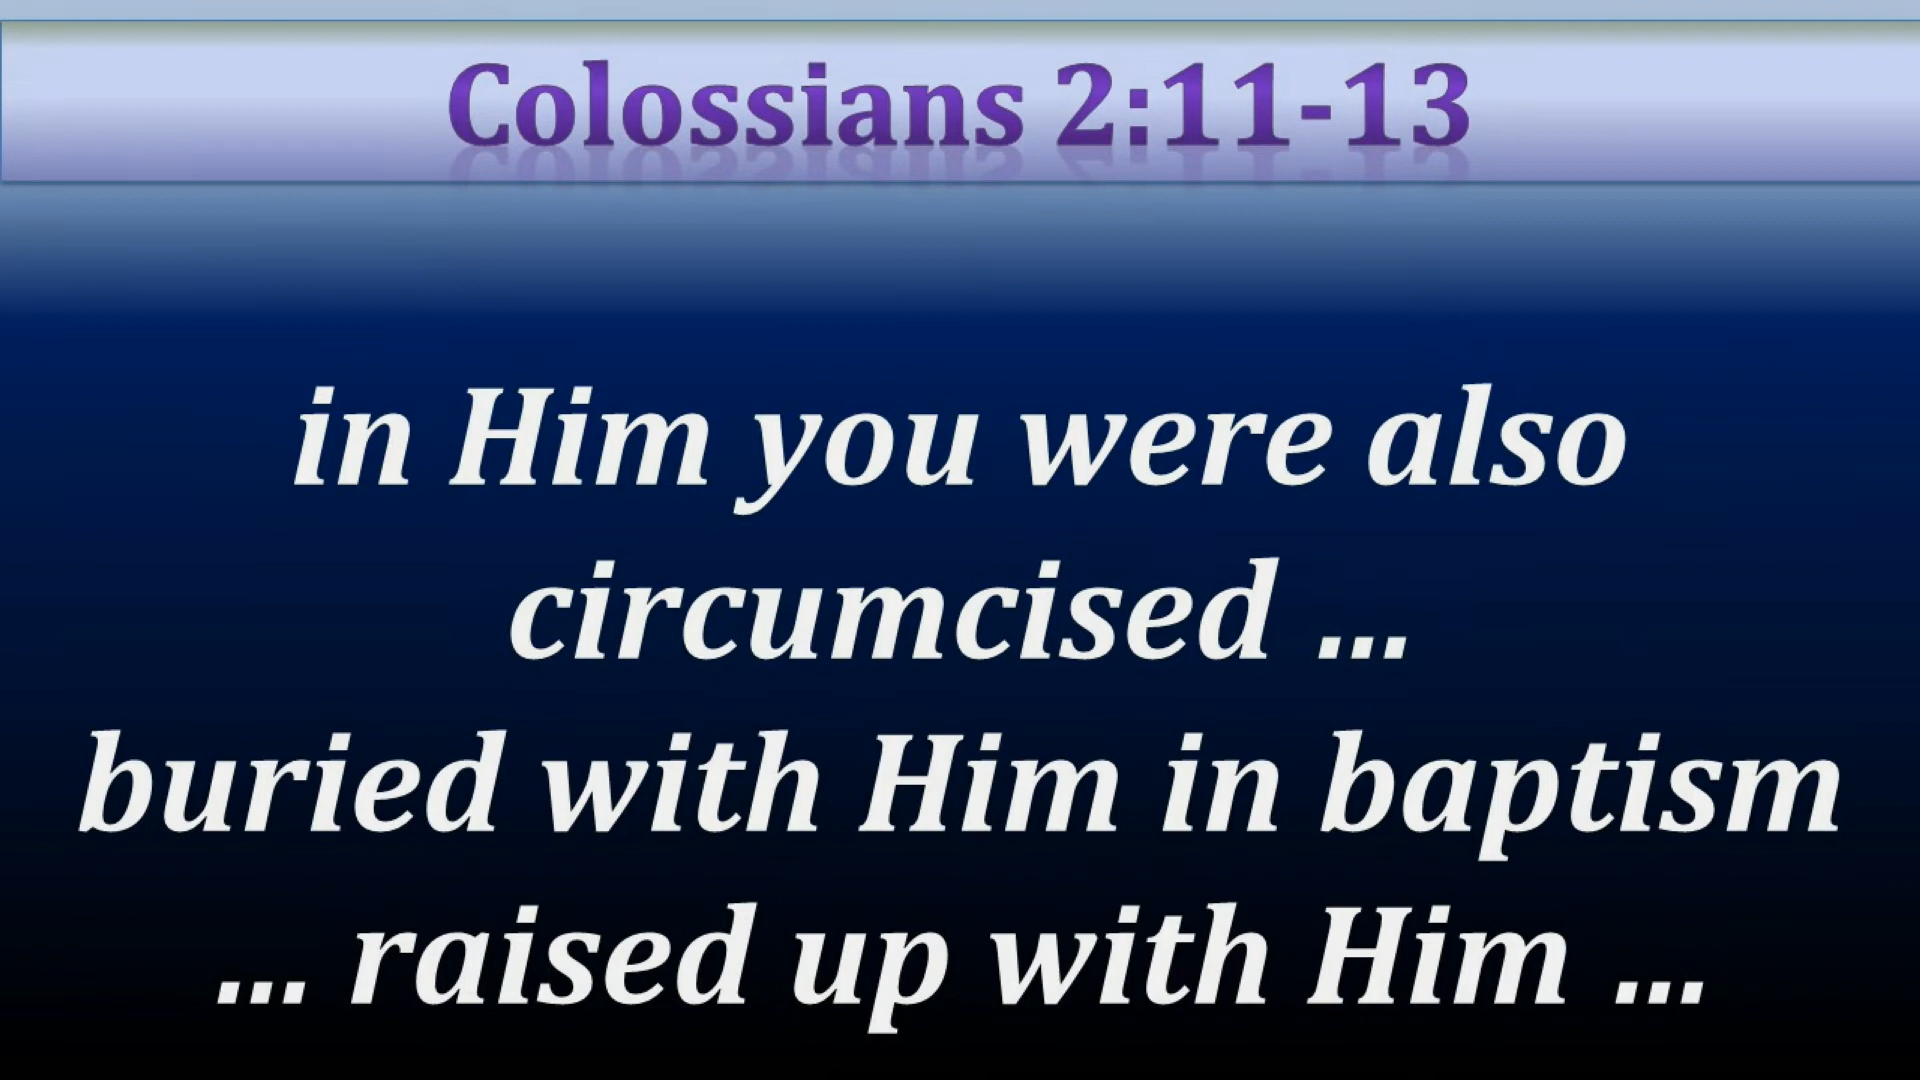 Colossians 2:11-13
in Him you were also
circumcised ...
buried with Him in baptism
... raised up with Him ...